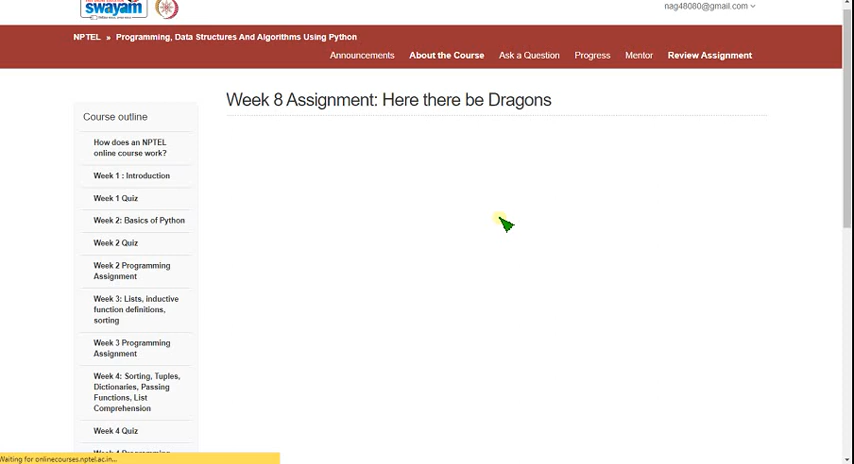 swayam
nag48080@gmail.com
NPTEL » Programming, Data Structures And Algorithms Using Python
Announcements About the Course Ask a Question Progress Mentor Review Assignment
Week 8 Assignment: Here there be Dragons
Course outline
How does an NPTEL
online course work?
Week 1 : Introduction
Week 1 Quiz
Week 2: Basics of Python
Week 2 Quiz
Week 2 Programming
Assignment
Week 3: Lists, inductive
function definitions,
sorting
Week 3 Programming
Assignment
Week 4: Sorting, Tuples,
Dictionaries, Passing
Functions, List
Comprehension
Week 4 Quiz
Week 4 Programming
Waiting for onlinecourses.nptel.ac.in...